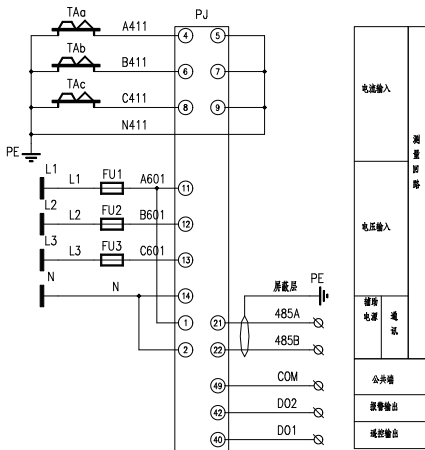 PJ
TAa
A411
4
5
TAb
B411
6
7
TAc
C411
8
9
N411
PE
L1
L1
FU1
A601
11
L2
L2
FU2
B601
12
L3
L3
FU3
C601
13
N
N
14
1
2
屏蔽层
PE
21
485A
22
485B
49
COM
42
DO2
40
DO1
电流输入
测量回路
电压输入
辅助电源
通讯
公共端
报警输出
遥控输出